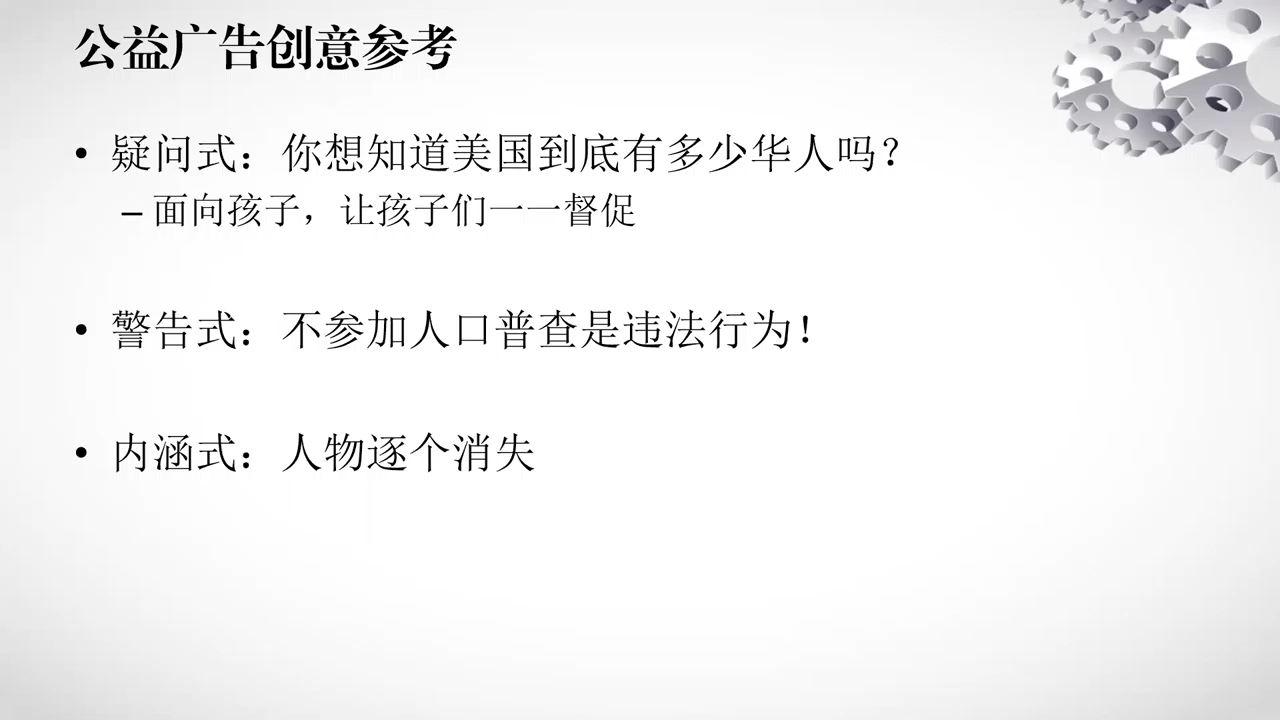 公益广告创意参考
• 疑问式：你想知道美国到底有多少华人吗？
– 面向孩子，让孩子们一一督促
• 警告式：不参加人口普查是违法行为！
• 内涵式：人物逐个消失